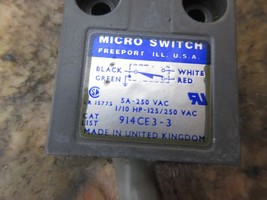 MICRO SWITCH
FREEPORT ILL. U.S.A.
BLACK WHITE
GREEN RED
5A-250 VAC
1/10 HP-125/250 VAC
CAT
LIST 914CE3-3
MADE IN UNITED KINGDOM